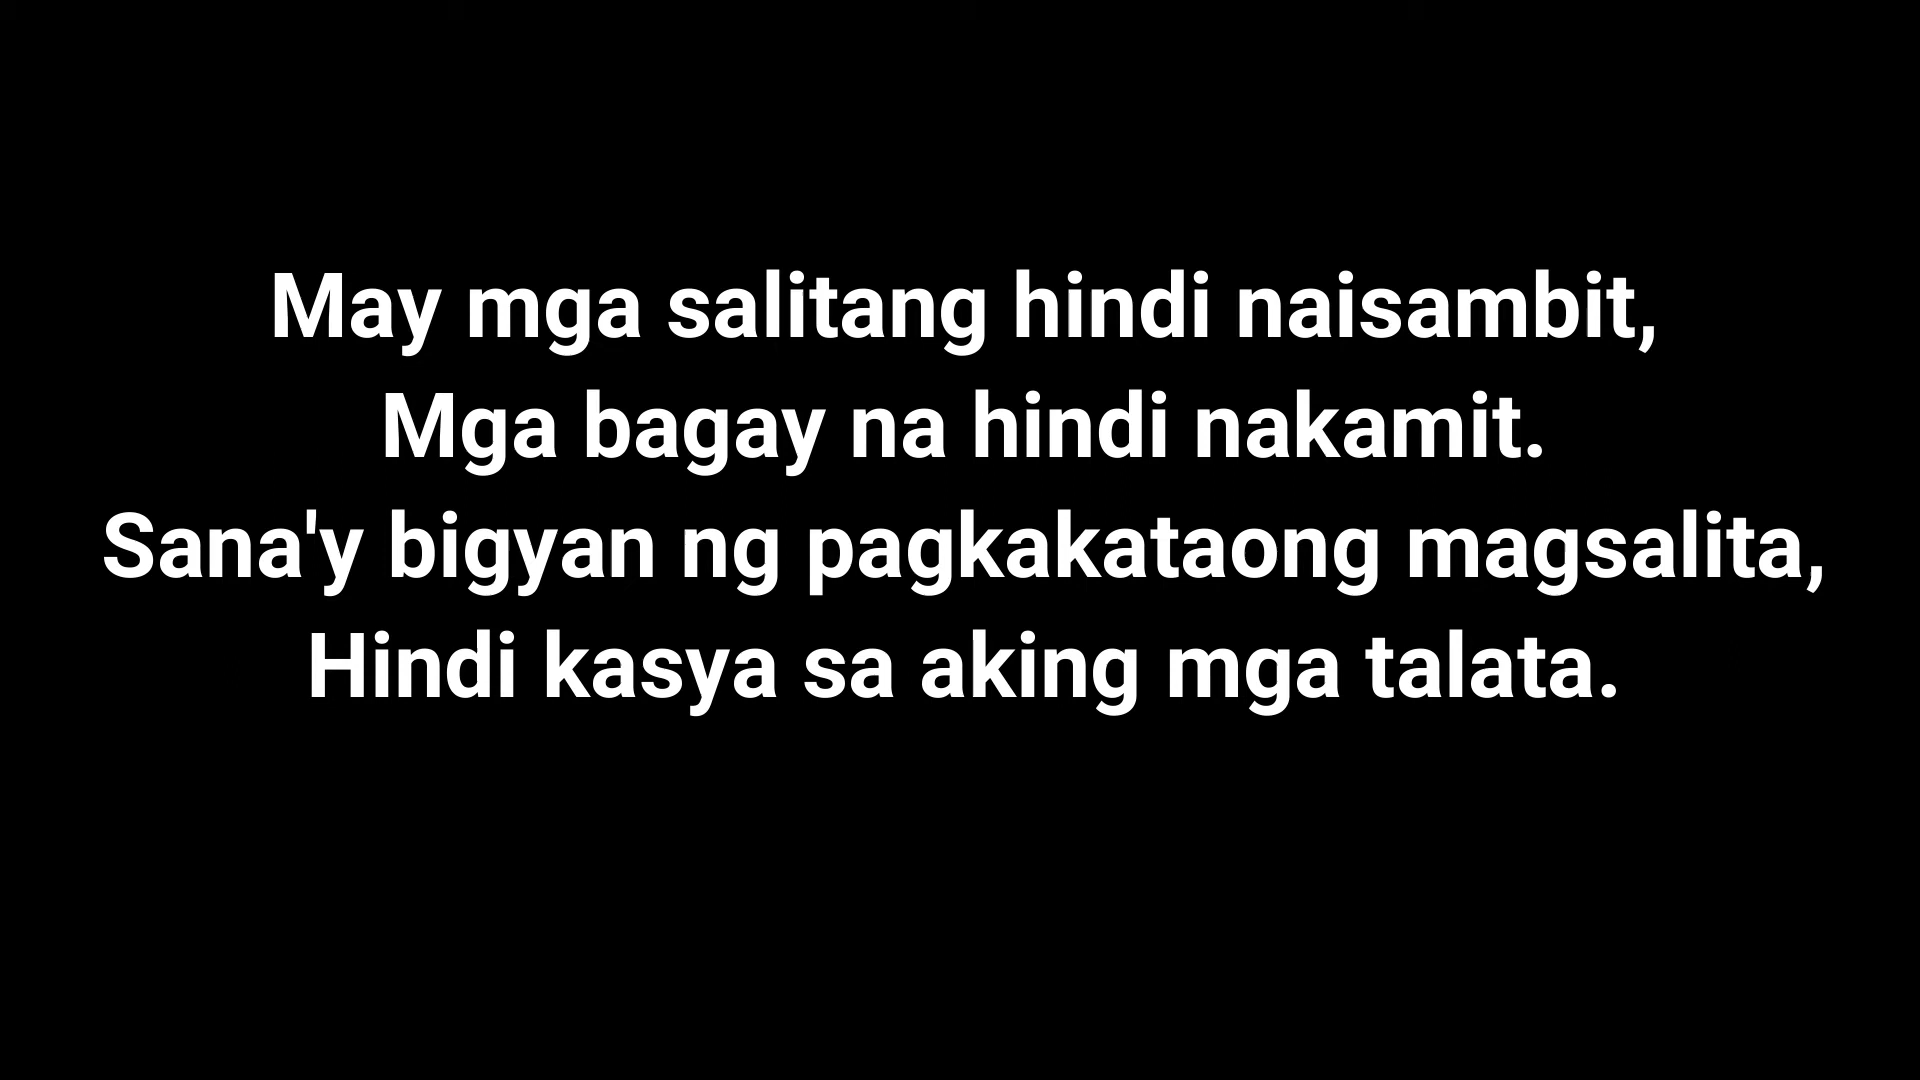 May mga salitang hindi naisambit,
Mga bagay na hindi nakamit.
Sana'y bigyan ng pagkakataong magsalita,
Hindi kasya sa aking mga talata.